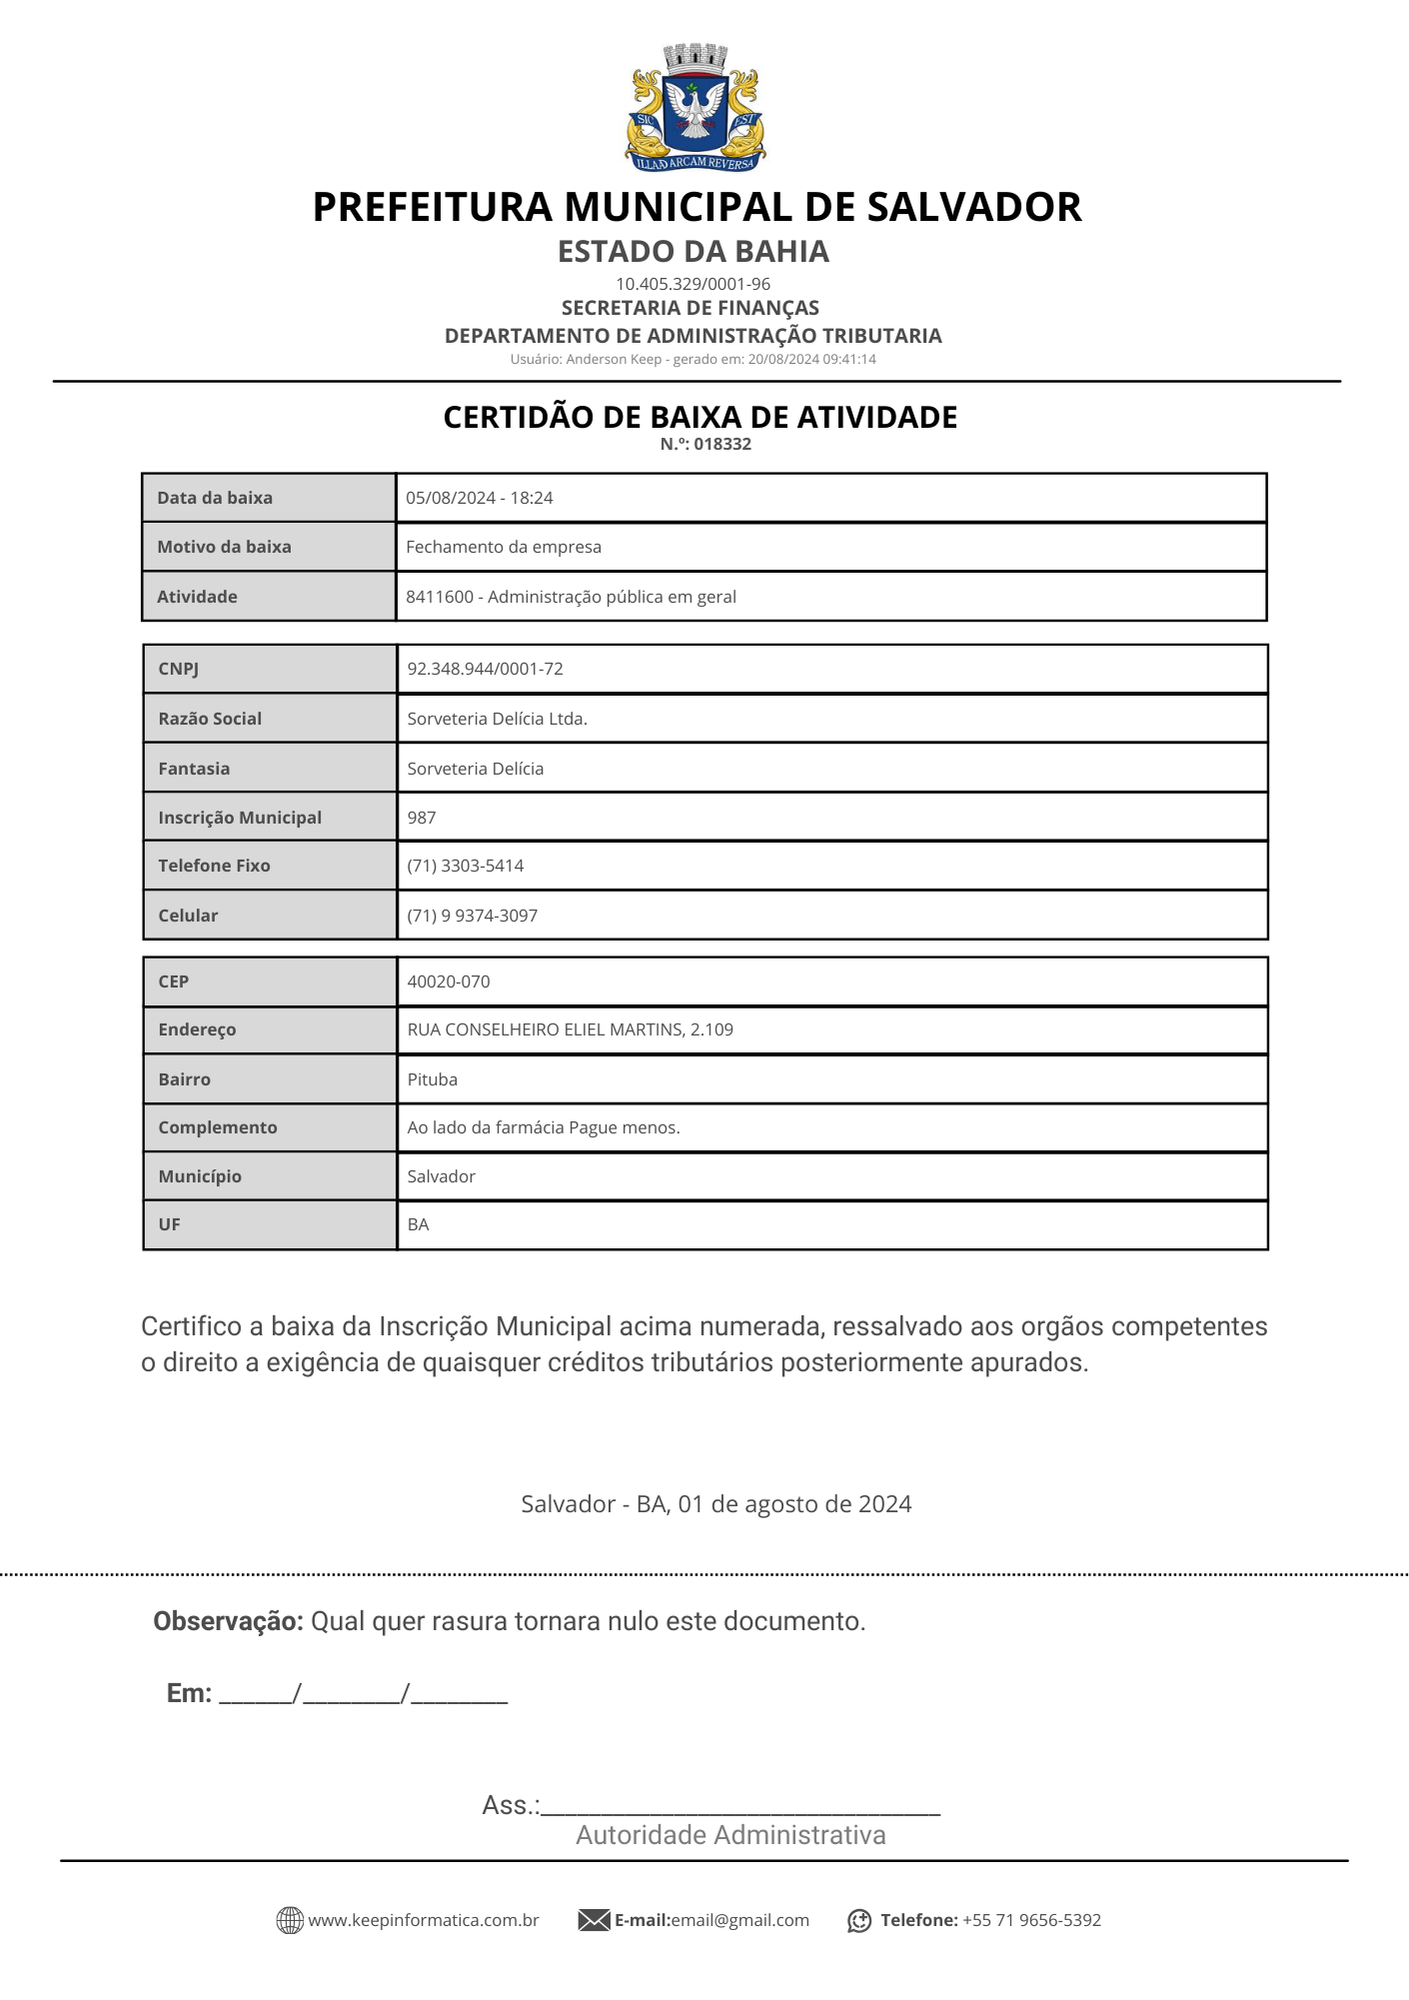 SIC EST
ILLA AD ARCAM REVERSA
PREFEITURA MUNICIPAL DE SALVADOR
ESTADO DA BAHIA
10.405.329/0001-96
SECRETARIA DE FINANÇAS
DEPARTAMENTO DE ADMINISTRAÇÃO TRIBUTARIA
Usuário: Anderson Keep - gerado em: 20/08/2024 09:41:14
CERTIDÃO DE BAIXA DE ATIVIDADE
N.º: 018332
Data da baixa 05/08/2024 - 18:24
Motivo da baixa Fechamento da empresa
Atividade 8411600 - Administração pública em geral
CNPJ 92.348.944/0001-72
Razão Social Sorveteria Delícia Ltda.
Fantasia Sorveteria Delícia
Inscrição Municipal 987
Telefone Fixo (71) 3303-5414
Celular (71) 9 9374-3097
CEP 40020-070
Endereço RUA CONSELHEIRO ELIEL MARTINS, 2.109
Bairro Pituba
Complemento Ao lado da farmácia Pague menos.
Município Salvador
UF BA
Certifico a baixa da Inscrição Municipal acima numerada, ressalvado aos orgãos competentes
o direito a exigência de quaisquer créditos tributários posteriormente apurados.
Salvador - BA, 01 de agosto de 2024
Observação: Qual quer rasura tornara nulo este documento.
Em: ______/________/________
Ass.:_________________________________
Autoridade Administrativa
www.keepinformatica.com.br E-mail:email@gmail.com Telefone: +55 71 9656-5392